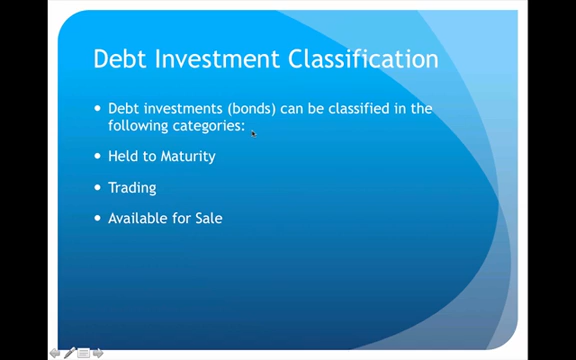 Debt Investment Classification
• Debt investments (bonds) can be classified in the
following categories:
• Held to Maturity
• Trading
• Available for Sale